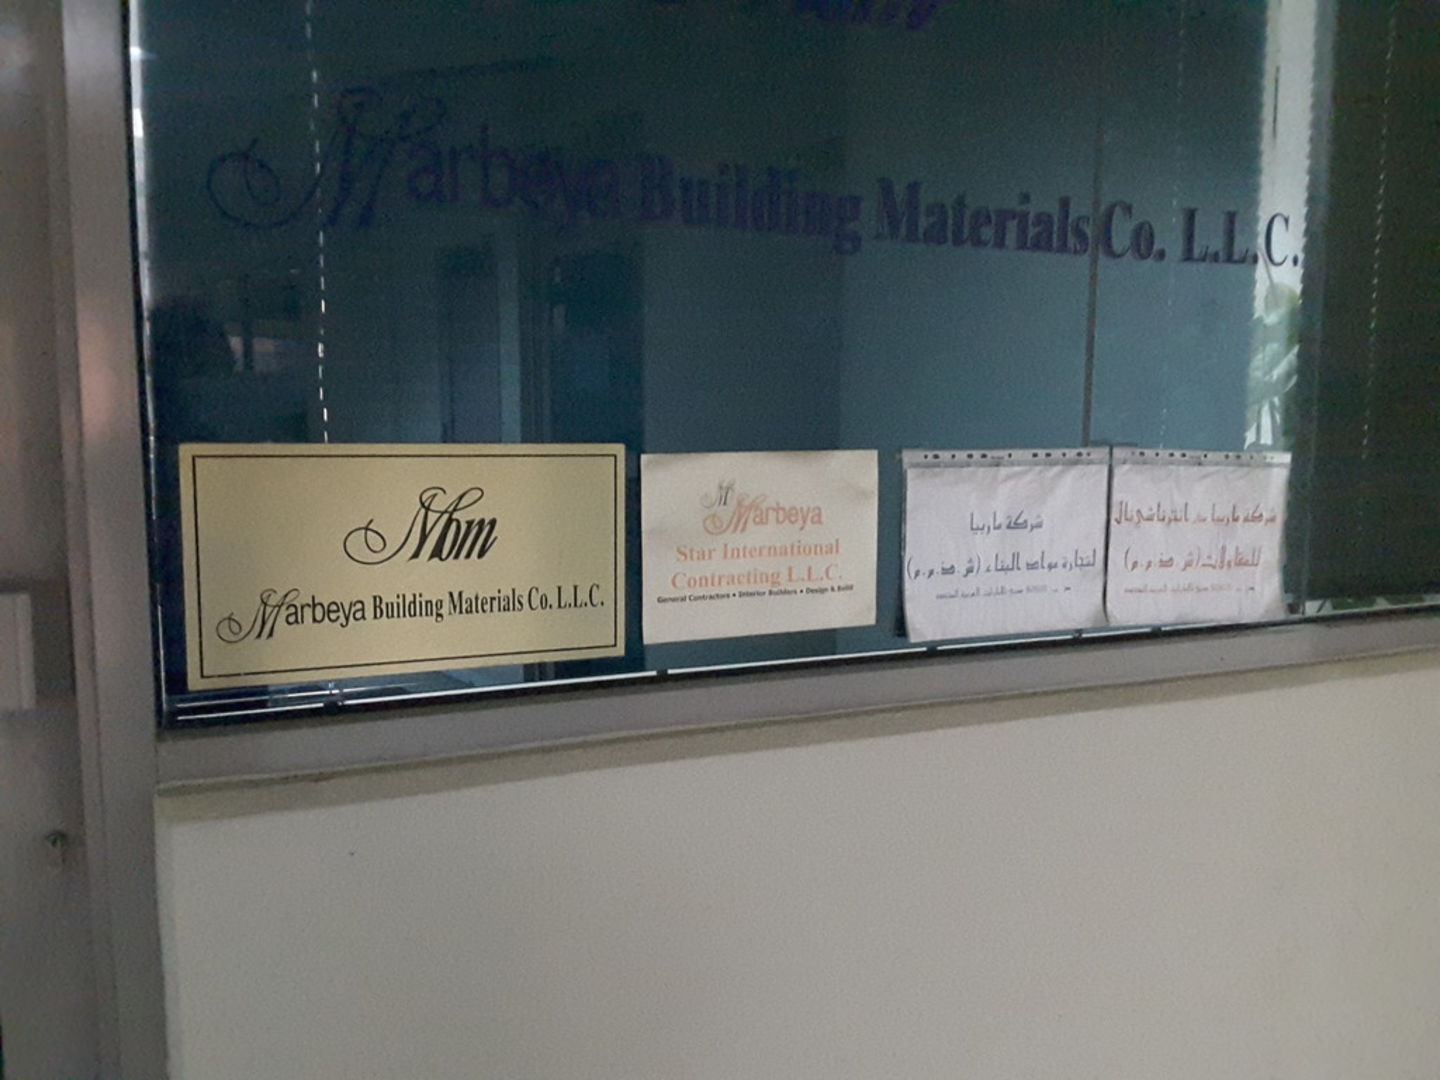 Marbeya Building Materials Co. L.L.C.
Mbm
Marbeya Building Materials Co. L.L.C.
M
Marbeya
Star International
Contracting L.L.C.
General Contractors • Interior Builders • Design & Build
شركة ماربيا
لتجارة مواد البناء (ش.ذ.م.م)
شركة ماربيا ستار انترناشيونال
للمقاولات (ش.ذ.م.م)